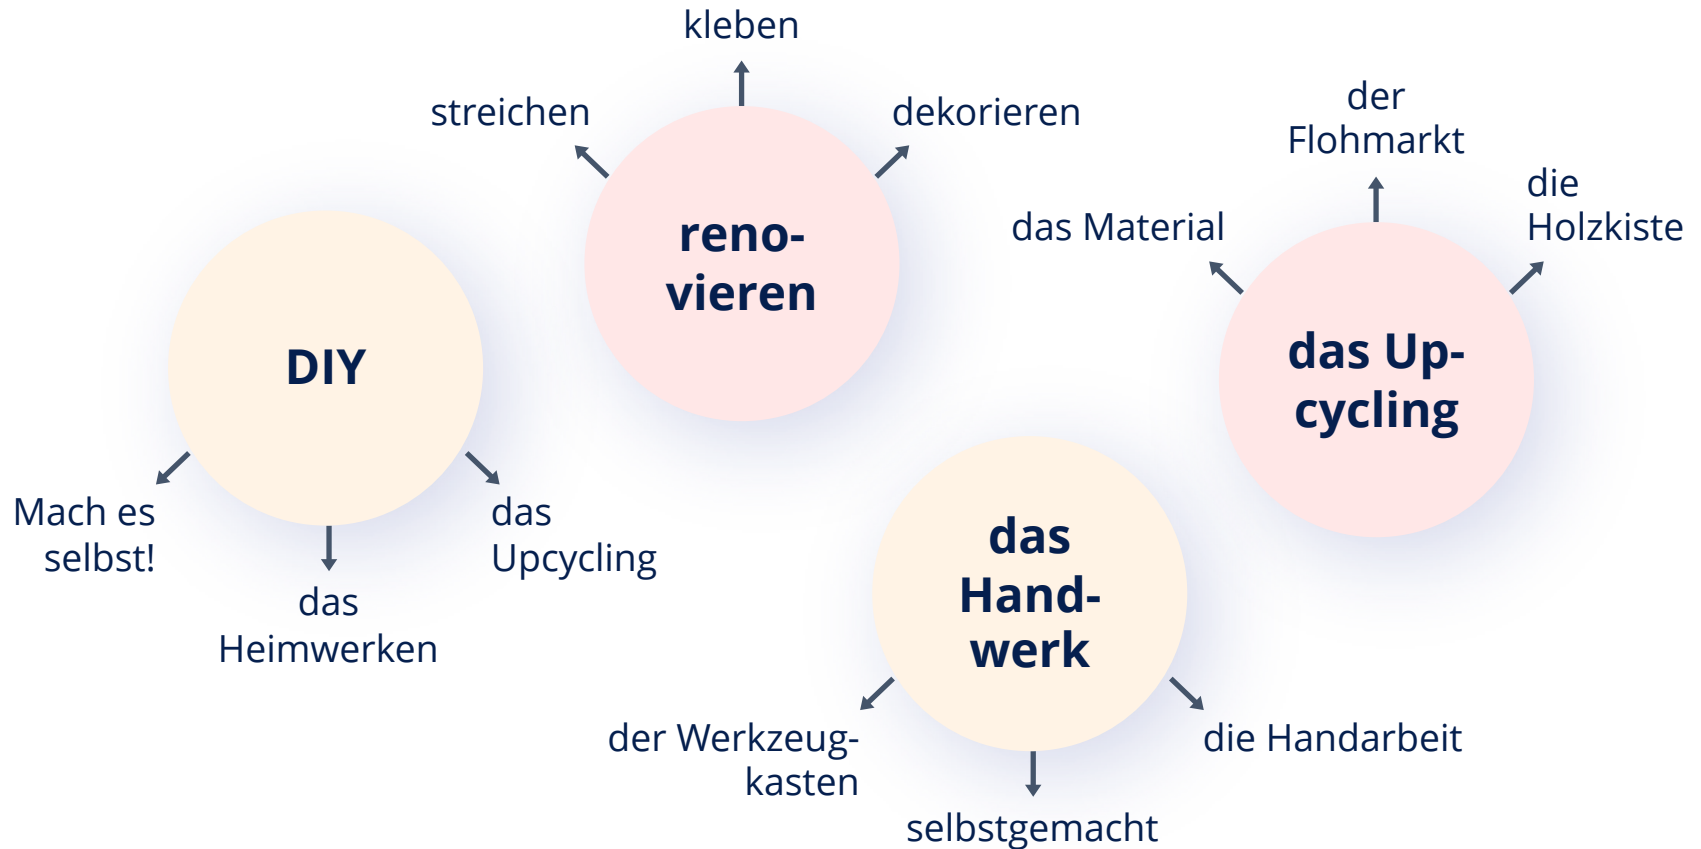 kleben
streichen
dekorieren
reno-
vieren
der
Flohmarkt
das Material
die
Holzkiste
das Up-
cycling
DIY
Mach es
selbst!
das
Heimwerken
das
Upcycling
das
Hand-
werk
der Werkzeug-
kasten
selbstgemacht
die Handarbeit